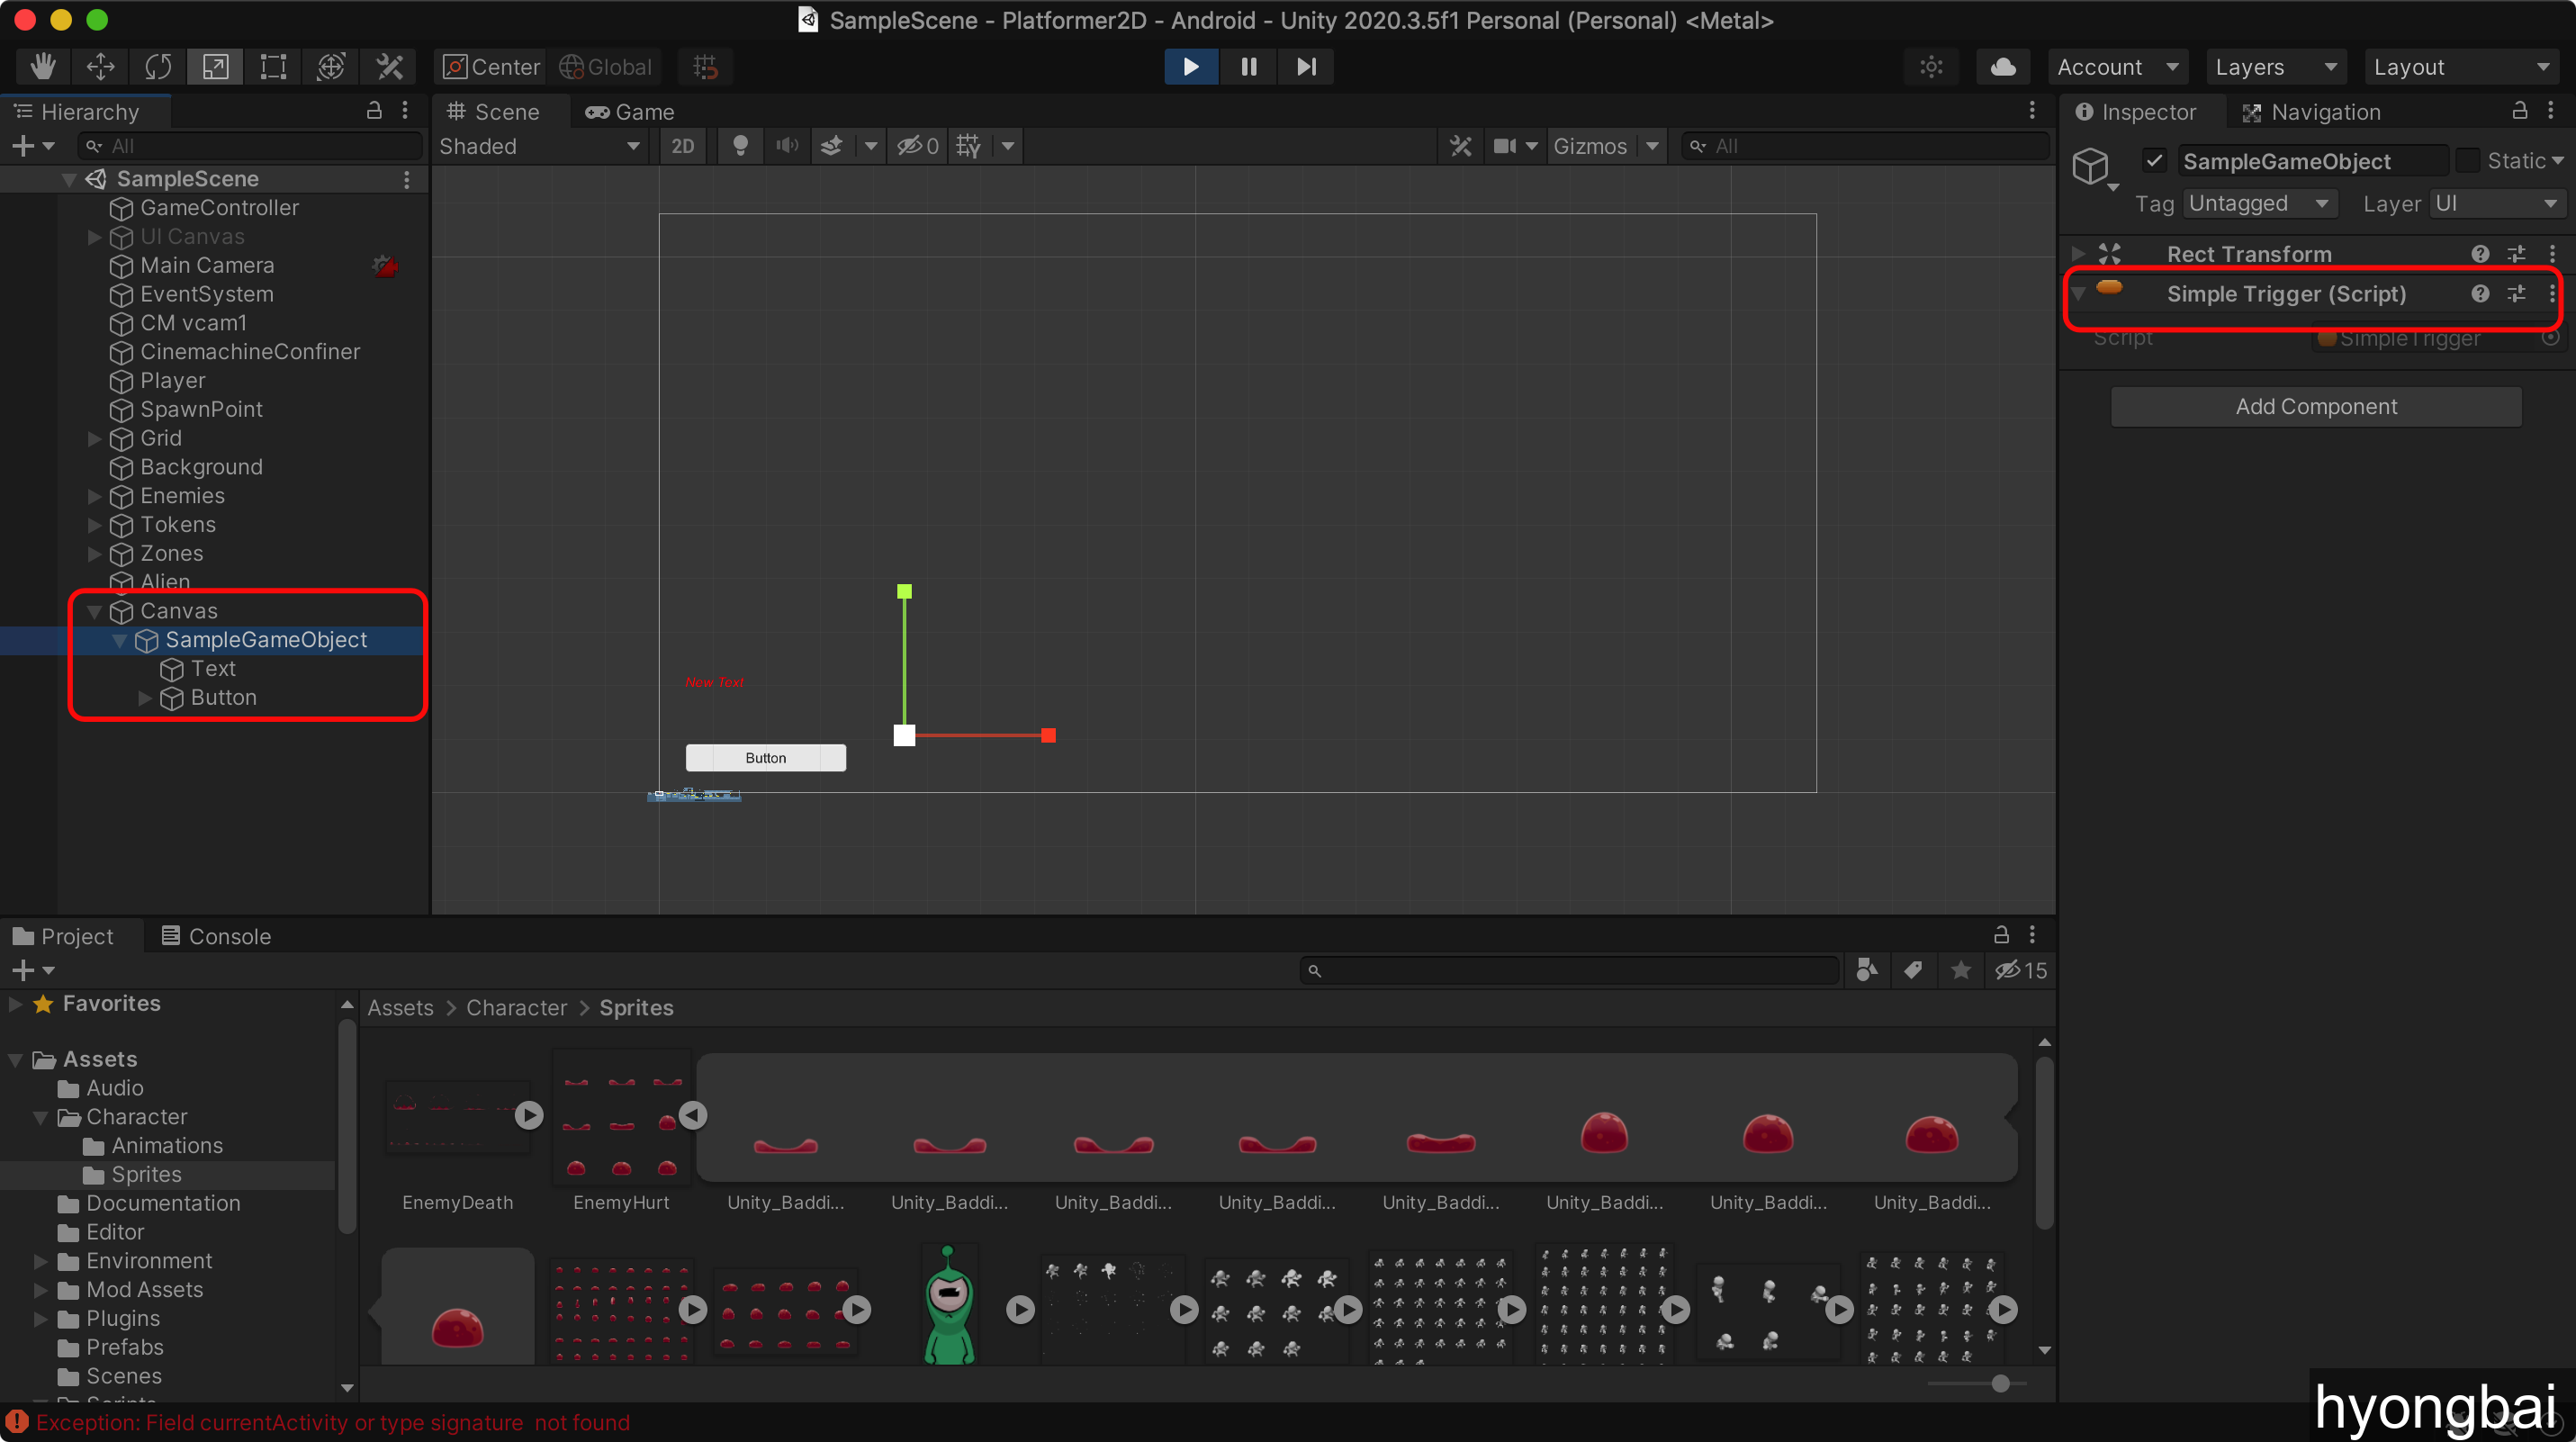 SampleScene - Platformer2D - Android - Unity 2020.3.5f1 Personal (Personal) <Metal>
Center Global
Account Layers Layout
Hierarchy
All
SampleScene
GameController
UI Canvas
Main Camera
EventSystem
CM vcam1
CinemachineConfiner
Player
SpawnPoint
Grid
Background
Enemies
Tokens
Zones
Alien
Canvas
SampleGameObject
Text
Button
Scene Game
Shaded 2D 0 Gizmos All
New Text
Button
Inspector Navigation
SampleGameObject Static
Tag Untagged Layer UI
Rect Transform
Simple Trigger (Script)
Script SimpleTrigger
Add Component
Project Console
15
Favorites
Assets
Audio
Character
Animations
Sprites
Documentation
Editor
Environment
Mod Assets
Plugins
Prefabs
Scenes
Scripts
Assets > Character > Sprites
EnemyDeath EnemyHurt Unity_Baddi... Unity_Baddi... Unity_Baddi... Unity_Baddi... Unity_Baddi... Unity_Baddi... Unity_Baddi... Unity_Baddi...
Exception: Field currentActivity or type signature not found
hyongbai